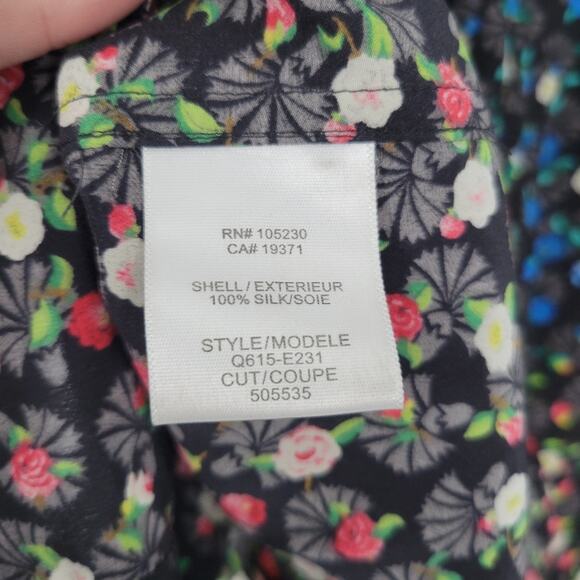 RN# 105230
CA# 19371
SHELL/EXTERIEUR
100% SILK/SOIE
STYLE/MODELE
Q615-E231
CUT/COUPE
505535